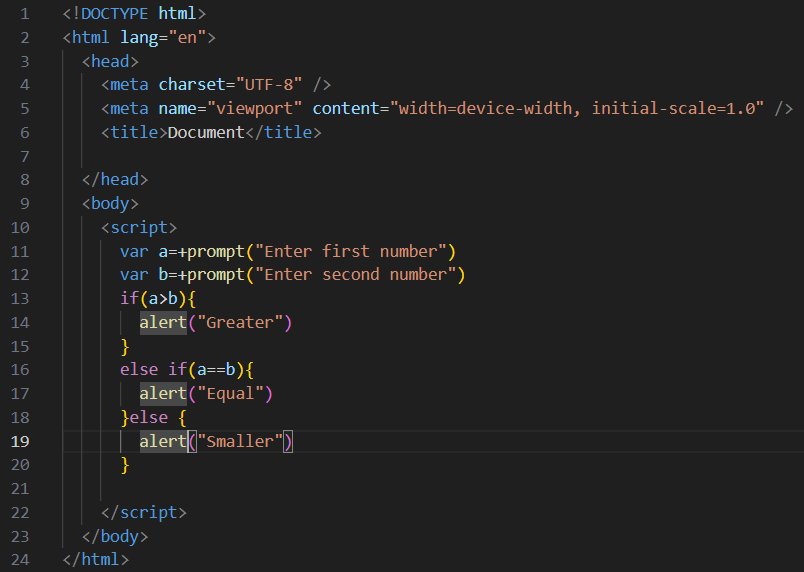 1 <!DOCTYPE html>
2 <html lang="en">
3   <head>
4     <meta charset="UTF-8" />
5     <meta name="viewport" content="width=device-width, initial-scale=1.0" />
6     <title>Document</title>
7
8   </head>
9   <body>
10     <script>
11       var a=+prompt("Enter first number")
12       var b=+prompt("Enter second number")
13       if(a>b){
14         alert("Greater")
15       }
16       else if(a==b){
17         alert("Equal")
18       }else {
19         alert("Smaller")
20       }
21
22     </script>
23   </body>
24 </html>